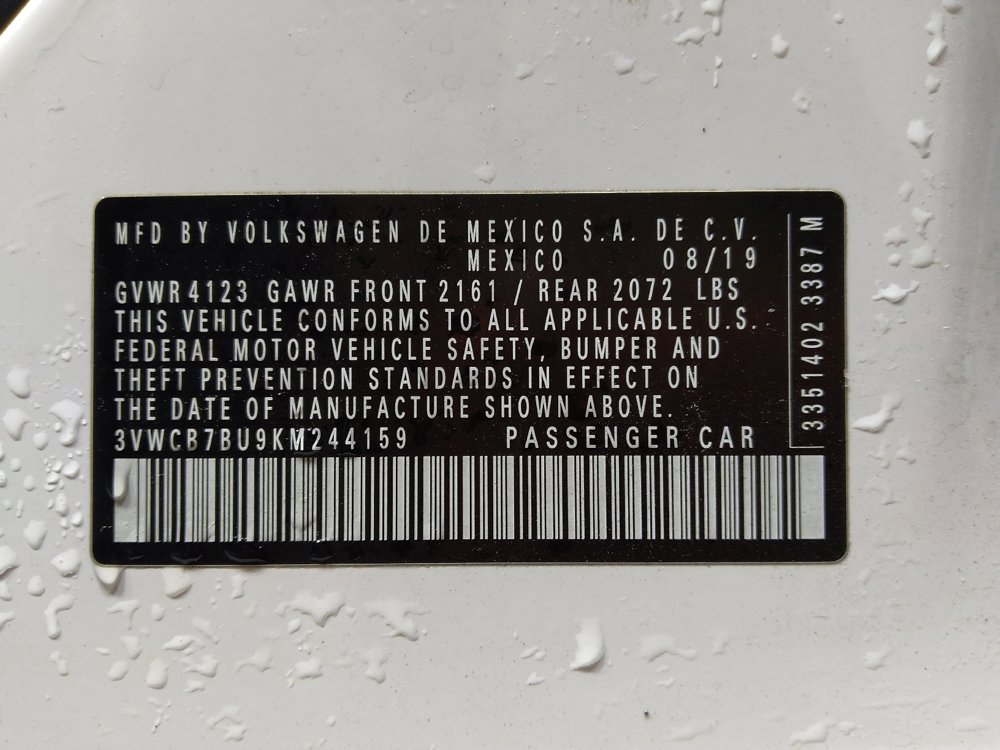 MFD BY VOLKSWAGEN DE MEXICO S.A. DE C.V.
MEXICO 08/19
GVWR 4123 GAWR FRONT 2161 / REAR 2072 LBS
THIS VEHICLE CONFORMS TO ALL APPLICABLE U.S.
FEDERAL MOTOR VEHICLE SAFETY, BUMPER AND
THEFT PREVENTION STANDARDS IN EFFECT ON
THE DATE OF MANUFACTURE SHOWN ABOVE.
3VWCB7BU9KM244159 PASSENGER CAR
3351402 3387 M